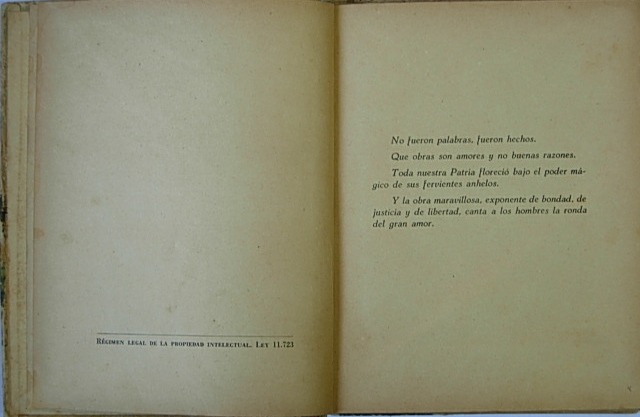 RÉGIMEN LEGAL DE LA PROPIEDAD INTELECTUAL. LEY 11.723
No fueron palabras, fueron hechos.
Que obras son amores y no buenas razones.
Toda nuestra Patria floreció bajo el poder má-
gico de sus fervientes anhelos.
Y la obra maravillosa, exponente de bondad, de
justicia y de libertad, canta a los hombres la ronda
del gran amor.